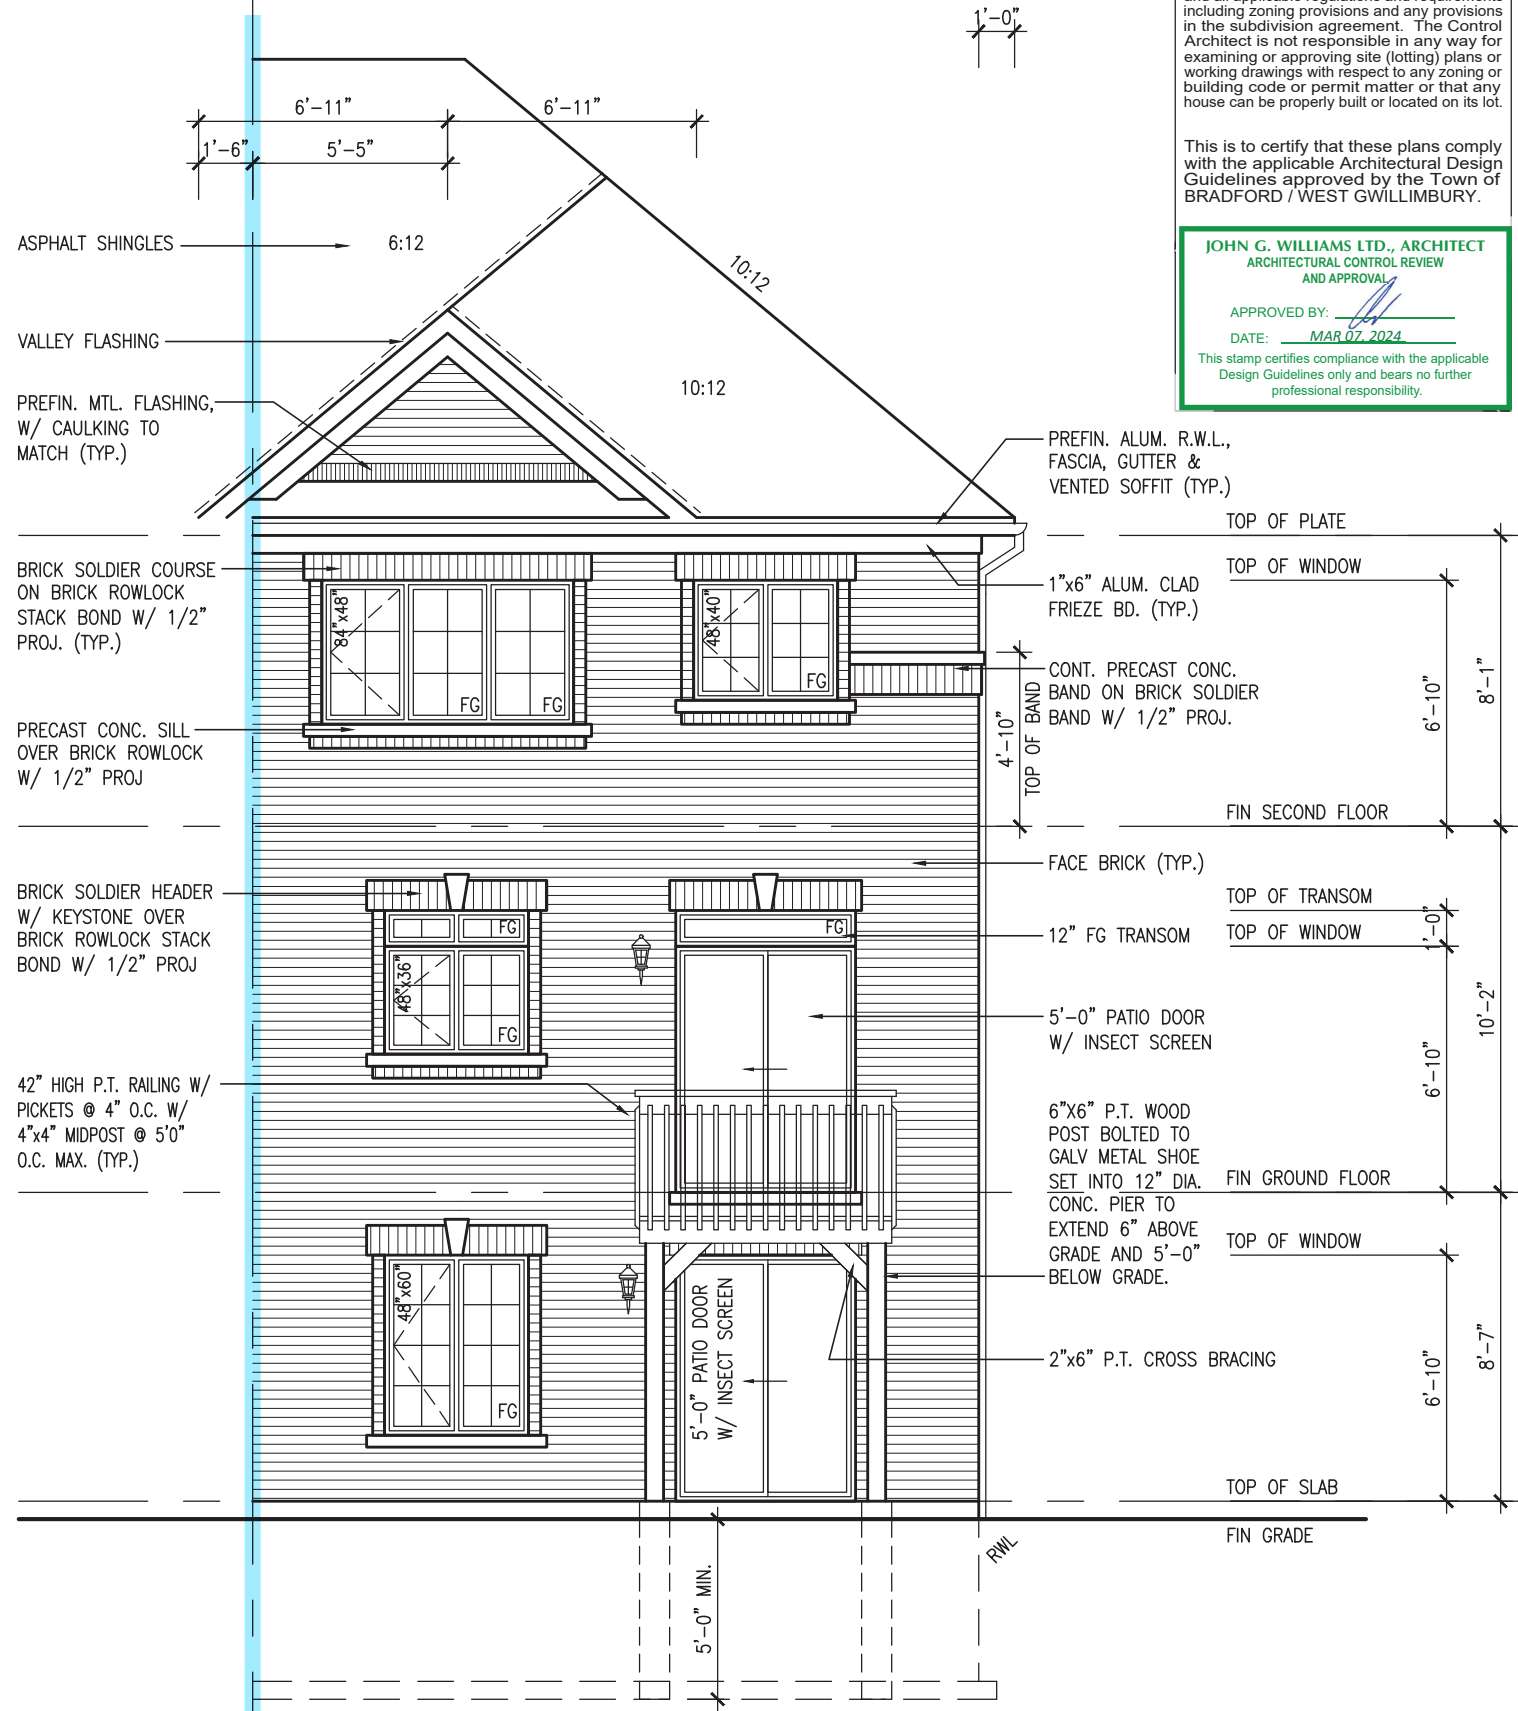 1'-0"
and all applicable regulations and requirements
including zoning provisions and any provisions
in the subdivision agreement. The Control
Architect is not responsible in any way for
examining or approving site (lotting) plans or
working drawings with respect to any zoning or
building code or permit matter or that any
house can be properly built or located on its lot.
This is to certify that these plans comply
with the applicable Architectural Design
Guidelines approved by the Town of
BRADFORD / WEST GWILLIMBURY.
JOHN G. WILLIAMS LTD., ARCHITECT
ARCHITECTURAL CONTROL REVIEW
AND APPROVAL
APPROVED BY:
DATE: MAR 07, 2024
This stamp certifies compliance with the applicable
Design Guidelines only and bears no further
professional responsibility.
6'-11"
6'-11"
1'-6"
5'-5"
ASPHALT SHINGLES
6:12
10:12
VALLEY FLASHING
10:12
PREFIN. MTL. FLASHING,
W/ CAULKING TO
MATCH (TYP.)
PREFIN. ALUM. R.W.L.,
FASCIA, GUTTER &
VENTED SOFFIT (TYP.)
TOP OF PLATE
BRICK SOLDIER COURSE
ON BRICK ROWLOCK
STACK BOND W/ 1/2"
PROJ. (TYP.)
TOP OF WINDOW
1"x6" ALUM. CLAD
FRIEZE BD. (TYP.)
84"x48"
FG
FG
48"x40"
FG
CONT. PRECAST CONC.
BAND ON BRICK SOLDIER
BAND W/ 1/2" PROJ.
4'-10"
TOP OF BAND
6'-10"
8'-1"
PRECAST CONC. SILL
OVER BRICK ROWLOCK
W/ 1/2" PROJ
FIN SECOND FLOOR
FACE BRICK (TYP.)
BRICK SOLDIER HEADER
W/ KEYSTONE OVER
BRICK ROWLOCK STACK
BOND W/ 1/2" PROJ
TOP OF TRANSOM
1'-0"
TOP OF WINDOW
FG
FG
12" FG TRANSOM
48"x36"
FG
5'-0" PATIO DOOR
W/ INSECT SCREEN
10'-2"
6'-10"
42" HIGH P.T. RAILING W/
PICKETS @ 4" O.C. W/
4"x4" MIDPOST @ 5'0"
O.C. MAX. (TYP.)
6"X6" P.T. WOOD
POST BOLTED TO
GALV METAL SHOE
SET INTO 12" DIA.
CONC. PIER TO
EXTEND 6" ABOVE
GRADE AND 5'-0"
BELOW GRADE.
FIN GROUND FLOOR
TOP OF WINDOW
48"x60"
FG
5'-0" PATIO DOOR
W/ INSECT SCREEN
2"x6" P.T. CROSS BRACING
6'-10"
8'-7"
TOP OF SLAB
FIN GRADE
RWL
5'-0" MIN.